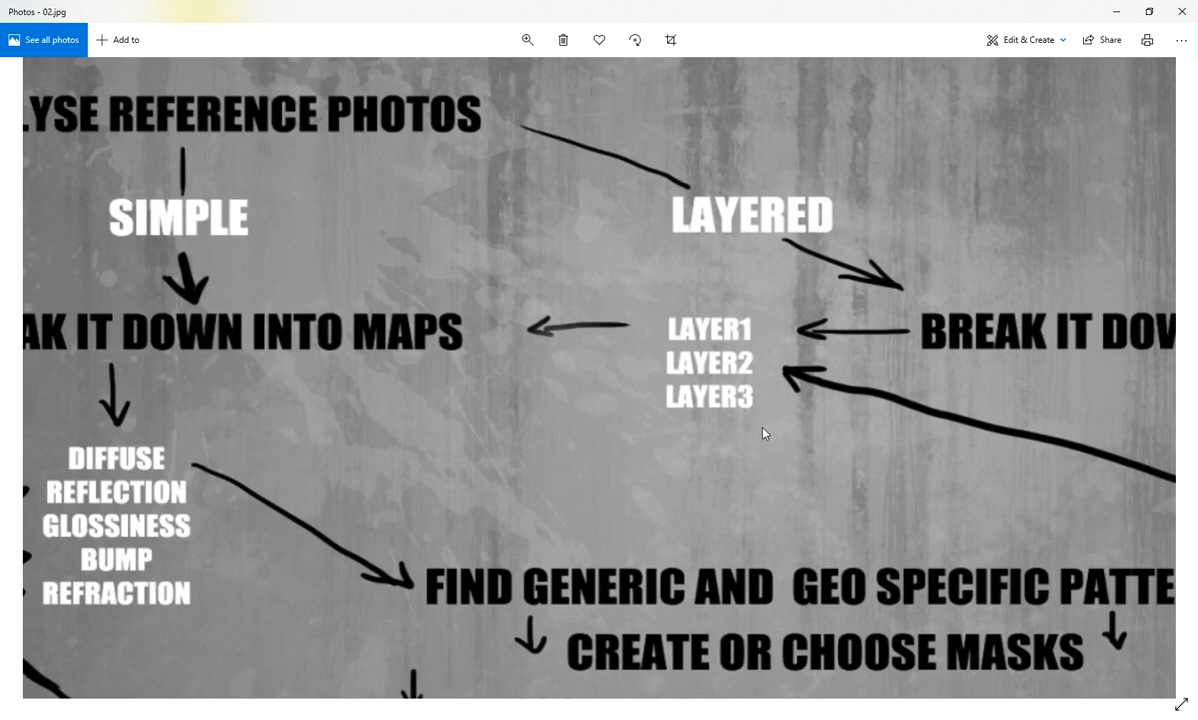 Photos - 02.jpg
See all photos
Add to
Edit & Create
Share
LYSE REFERENCE PHOTOS
SIMPLE
LAYERED
AK IT DOWN INTO MAPS
LAYER1
LAYER2
LAYER3
BREAK IT DOW
DIFFUSE
REFLECTION
GLOSSINESS
BUMP
REFRACTION
FIND GENERIC AND GEO SPECIFIC PATTE
CREATE OR CHOOSE MASKS